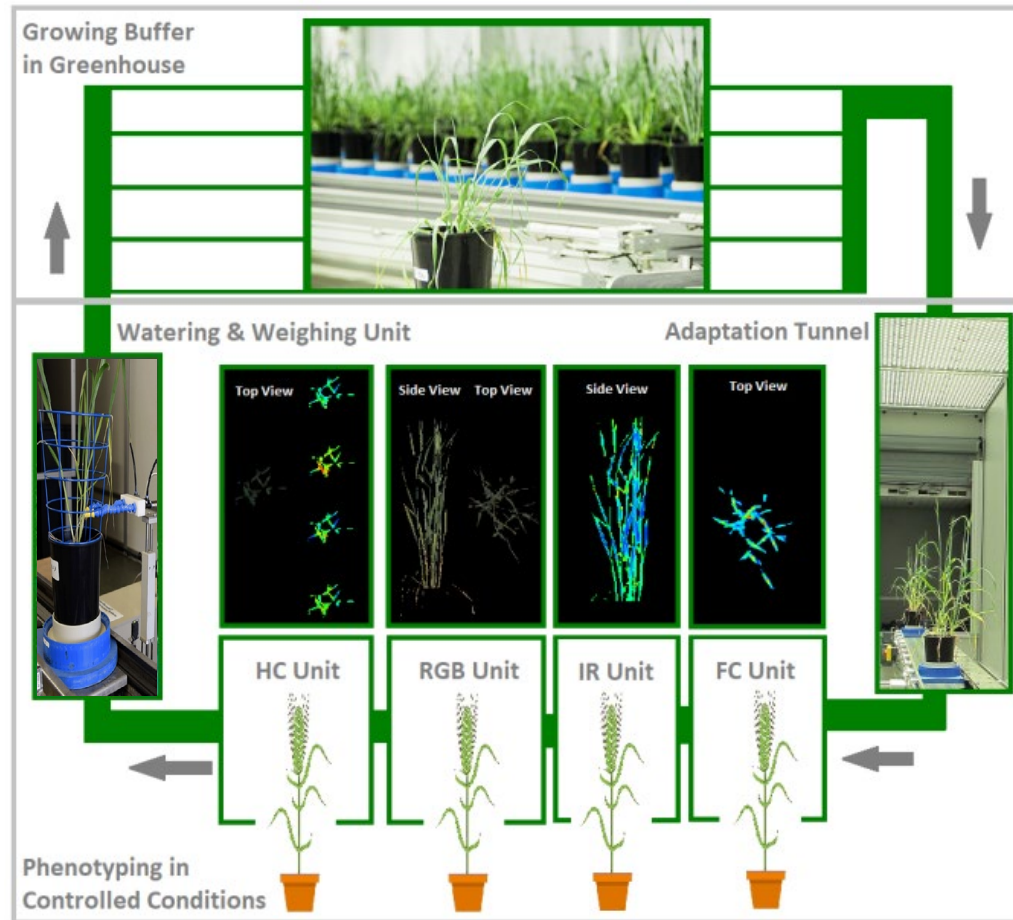 Growing Buffer
in Greenhouse
Watering & Weighing Unit
Adaptation Tunnel
Top View
Side View
Top View
Side View
Top View
HC Unit
RGB Unit
IR Unit
FC Unit
Phenotyping in
Controlled Conditions